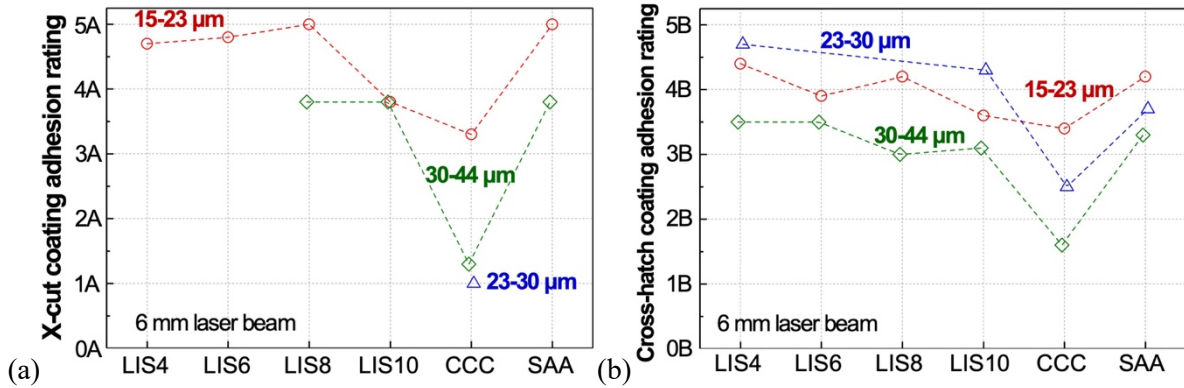 X-cut coating adhesion rating
5A
4A
3A
2A
1A
0A
15-23 µm
30-44 µm
23-30 µm
6 mm laser beam
LIS4 LIS6 LIS8 LIS10 CCC SAA
(a)
Cross-hatch coating adhesion rating
5B
4B
3B
2B
1B
0B
23-30 µm
15-23 µm
30-44 µm
6 mm laser beam
LIS4 LIS6 LIS8 LIS10 CCC SAA
(b)